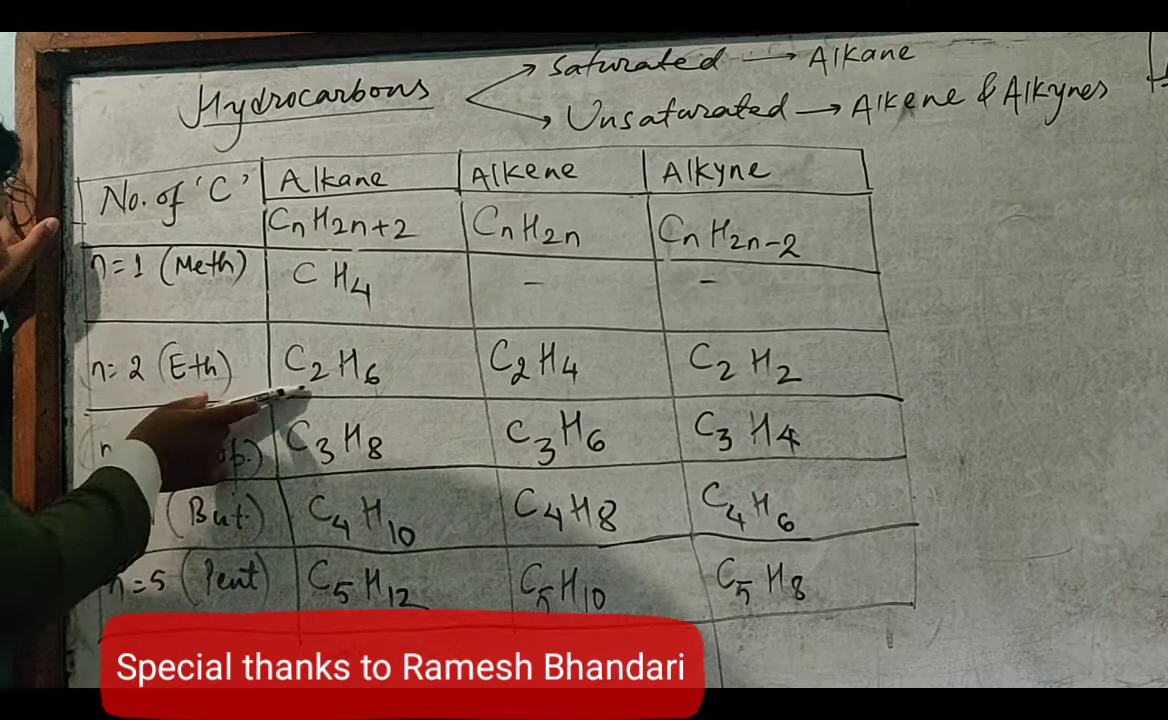 Hydrocarbons
Saturated → Alkane
Unsaturated → Alkene & Alkynes
No. of 'C' Alkane Alkene Alkyne
CnH2n+2 CnH2n CnH2n-2
n=1 (Meth) CH4 - -
n=2 (Eth) C2H6 C2H4 C2H2
C3H8 C3H6 C3H4
(But.) C4H10 C4H8 C4H6
n=5 (Pent) C5H12 C5H10 C5H8
Special thanks to Ramesh Bhandari